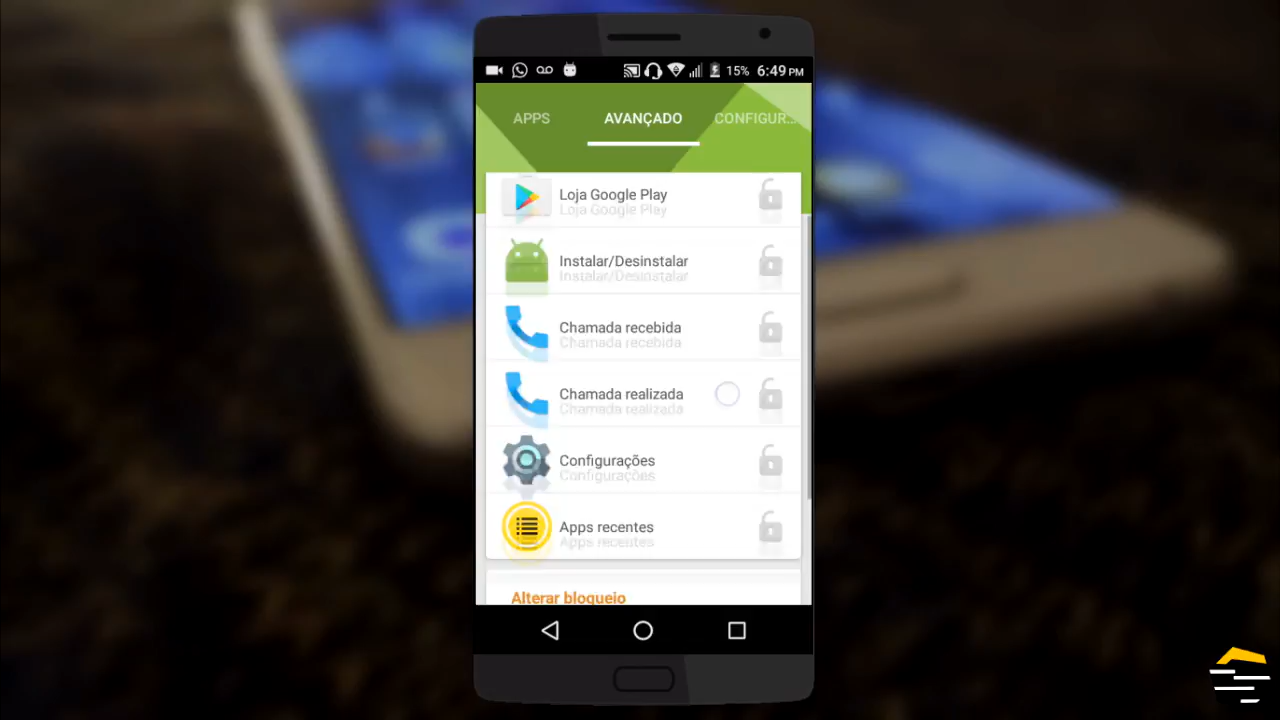 15% 6:49 PM
APPS AVANÇADO CONFIGUR...
Loja Google Play
Loja Google Play
Instalar/Desinstalar
Instalar/Desinstalar
Chamada recebida
Chamada recebida
Chamada realizada
Chamada realizada
Configurações
Configurações
Apps recentes
Apps recentes
Alterar bloqueio